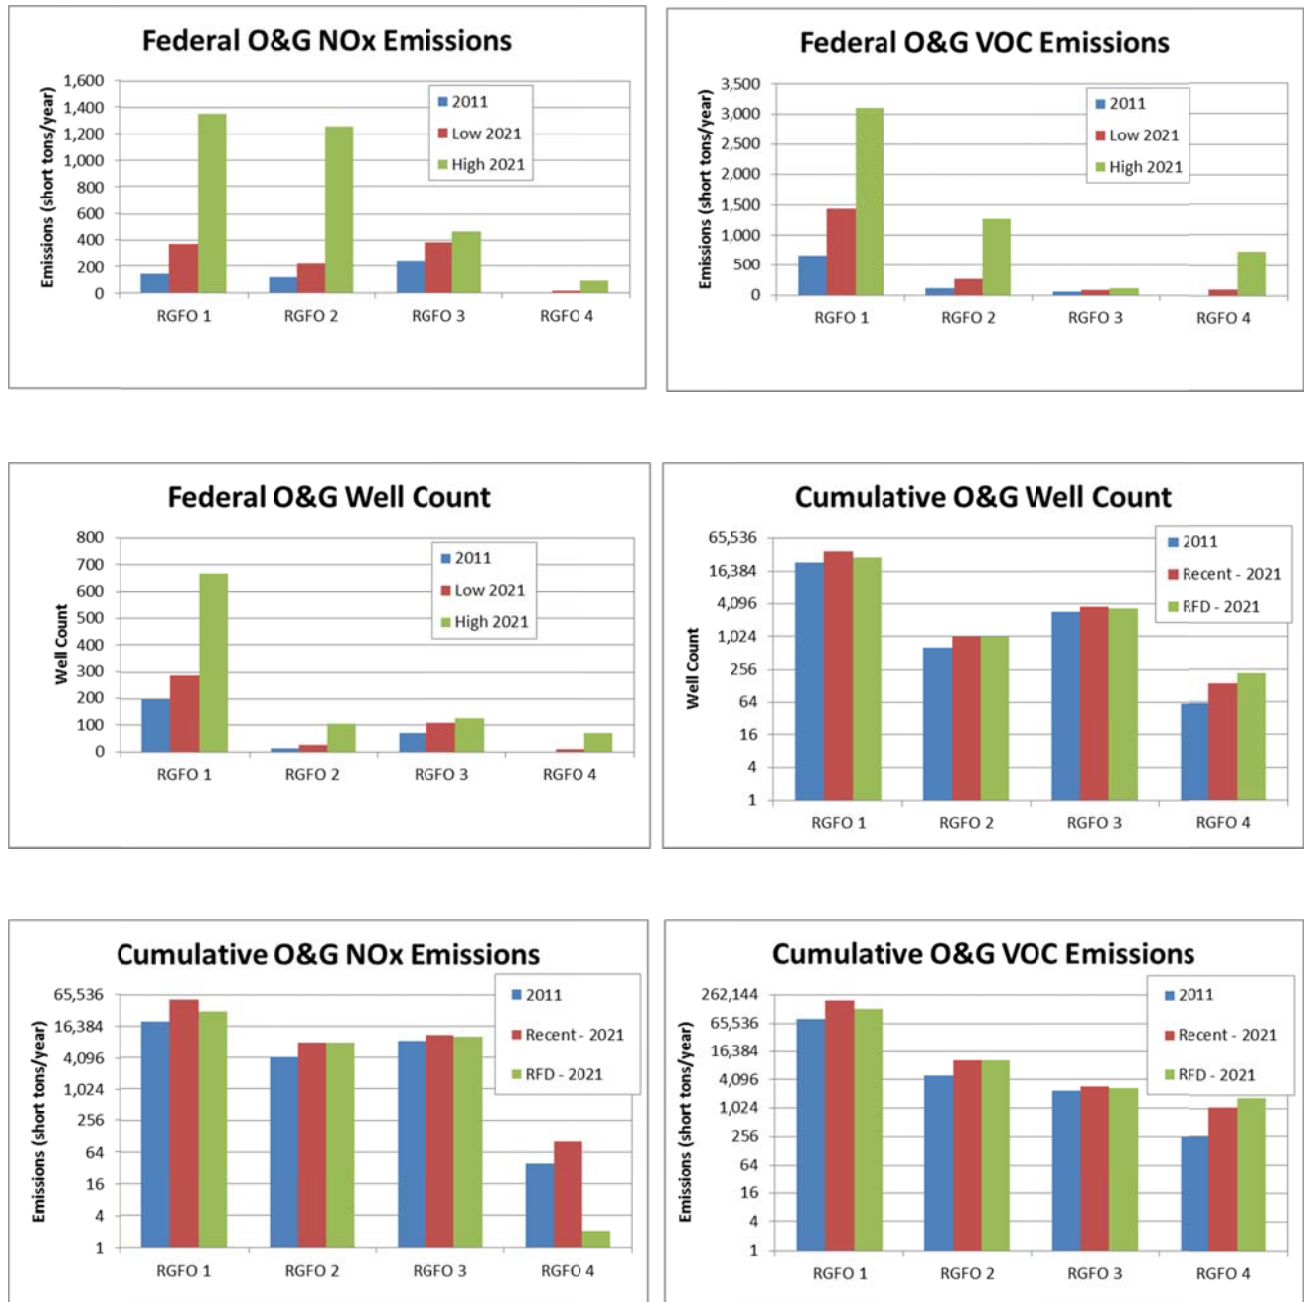 Federal O&G NOx Emissions
Emissions (short tons/year)
1,600
1,400
1,200
1,000
800
600
400
200
0
2011
Low 2021
High 2021
RGFO 1
RGFO 2
RGFO 3
RGFO 4
Federal O&G VOC Emissions
Emissions (short tons/year)
3,500
3,000
2,500
2,000
1,500
1,000
500
0
2011
Low 2021
High 2021
RGFO 1
RGFO 2
RGFO 3
RGFO 4
Federal O&G Well Count
Well Count
800
700
600
500
400
300
200
100
0
2011
Low 2021
High 2021
RGFO 1
RGFO 2
RGFO 3
RGFO 4
Cumulative O&G Well Count
Well Count
65,536
16,384
4,096
1,024
256
64
16
4
1
2011
Recent - 2021
RFD - 2021
RGFO 1
RGFO 2
RGFO 3
RGFO 4
Cumulative O&G NOx Emissions
Emissions (short tons/year)
65,536
16,384
4,096
1,024
256
64
16
4
1
2011
Recent - 2021
RFD - 2021
RGFO 1
RGFO 2
RGFO 3
RGFO 4
Cumulative O&G VOC Emissions
Emissions (short tons/year)
262,144
65,536
16,384
4,096
1,024
256
64
16
4
1
2011
Recent - 2021
RFD - 2021
RGFO 1
RGFO 2
RGFO 3
RGFO 4